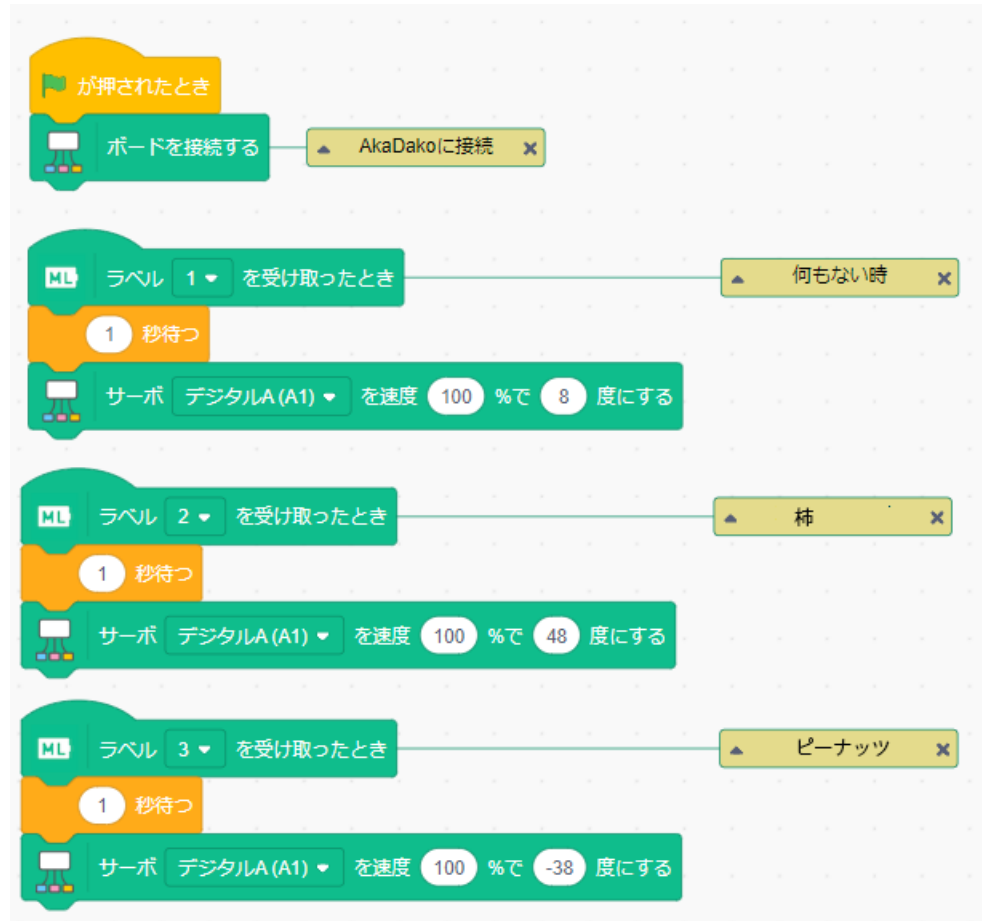 が押されたとき
ボードを接続する AkaDakoに接続
ML ラベル 1 を受け取ったとき 何もない時
1 秒待つ
サーボ デジタルA (A1) を速度 100 %で 8 度にする
ML ラベル 2 を受け取ったとき 柿
1 秒待つ
サーボ デジタルA (A1) を速度 100 %で 48 度にする
ML ラベル 3 を受け取ったとき ピーナッツ
1 秒待つ
サーボ デジタルA (A1) を速度 100 %で -38 度にする